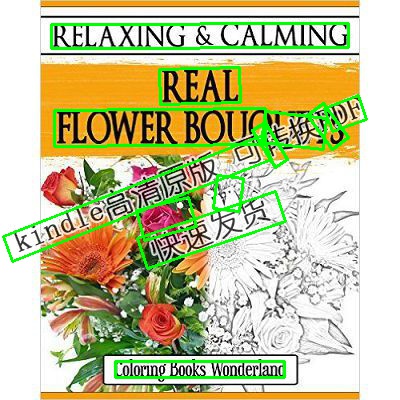 RELAXING & CALMING
REAL
FLOWER BOUQUETS
kindle高清原版 可转换PDF
快速发货
Coloring Books Wonderland